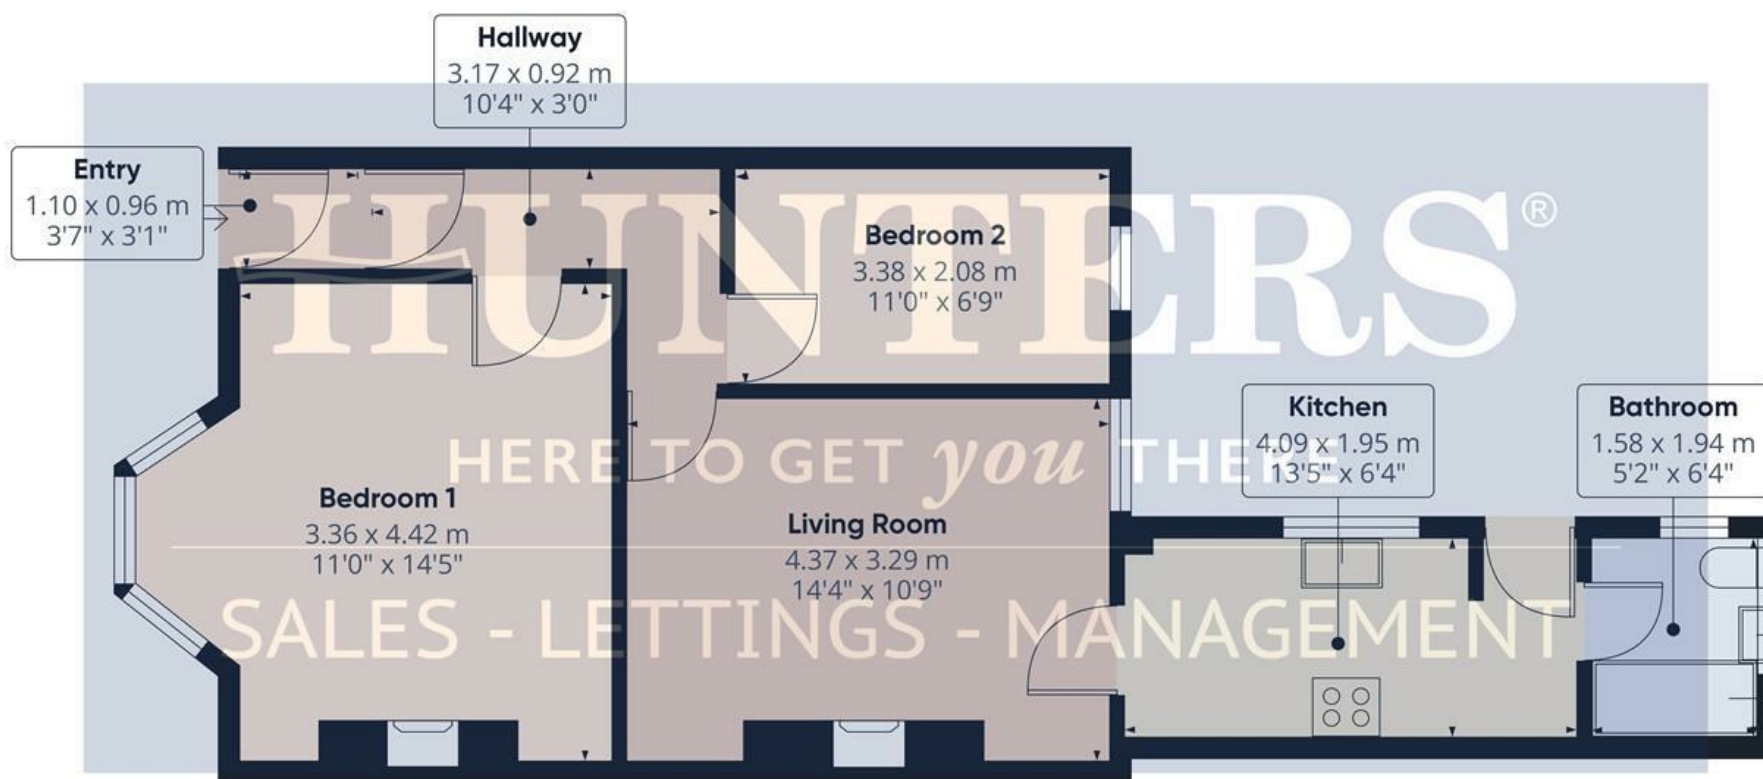 Hallway
3.17 x 0.92 m
10'4" x 3'0"
Entry
1.10 x 0.96 m
3'7" x 3'1"
HUNTERS®
Bedroom 2
3.38 x 2.08 m
11'0" x 6'9"
Kitchen
4.09 x 1.95 m
13'5" x 6'4"
Bathroom
1.58 x 1.94 m
5'2" x 6'4"
HERE TO GET you THERE
Bedroom 1
3.36 x 4.42 m
11'0" x 14'5"
Living Room
4.37 x 3.29 m
14'4" x 10'9"
SALES - LETTINGS - MANAGEMENT